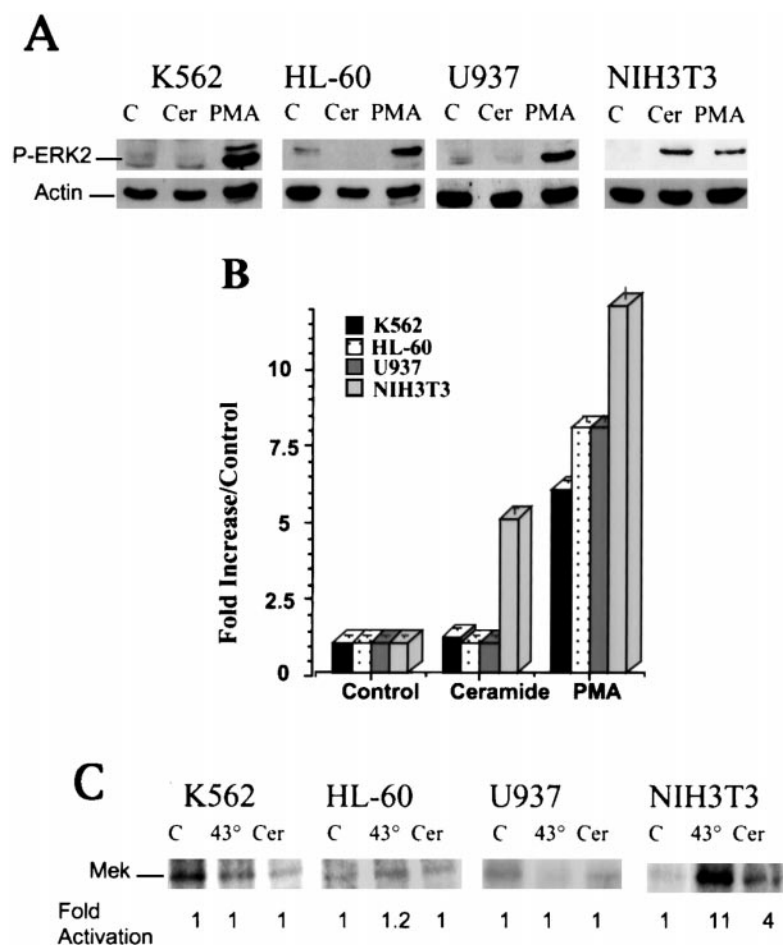 A
K562 HL-60 U937 NIH3T3
C Cer PMA C Cer PMA C Cer PMA C Cer PMA
P-ERK2
Actin
B
K562
HL-60
U937
NIH3T3
Fold Increase/Control
10
7.5
5
2.5
0
Control Ceramide PMA
C
K562 HL-60 U937 NIH3T3
C 43° Cer C 43° Cer C 43° Cer C 43° Cer
Mek
Fold Activation 1 1 1 1 1.2 1 1 1 1 1 11 4